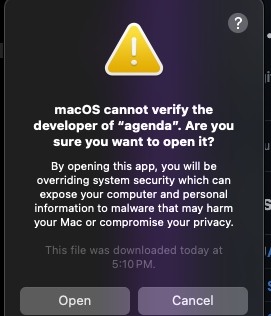 ?
macOS cannot verify the
developer of “agenda”. Are you
sure you want to open it?
By opening this app, you will be
overriding system security which can
expose your computer and personal
information to malware that may harm
your Mac or compromise your privacy.
This file was downloaded today at
5:10 PM.
Open
Cancel